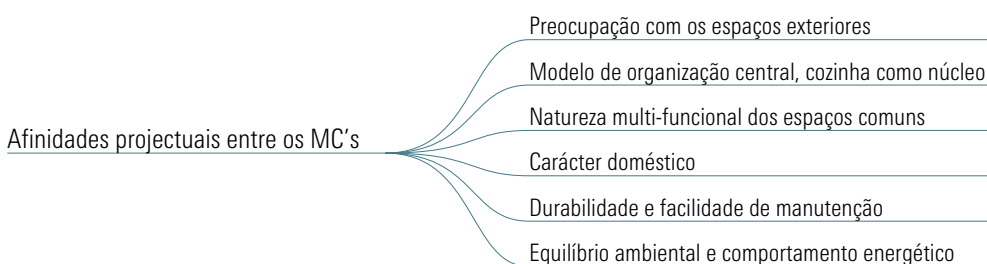 Preocupação com os espaços exteriores
Modelo de organização central, cozinha como núcleo
Natureza multi-funcional dos espaços comuns
Afinidades projectuais entre os MC's
Carácter doméstico
Durabilidade e facilidade de manutenção
Equilíbrio ambiental e comportamento energético